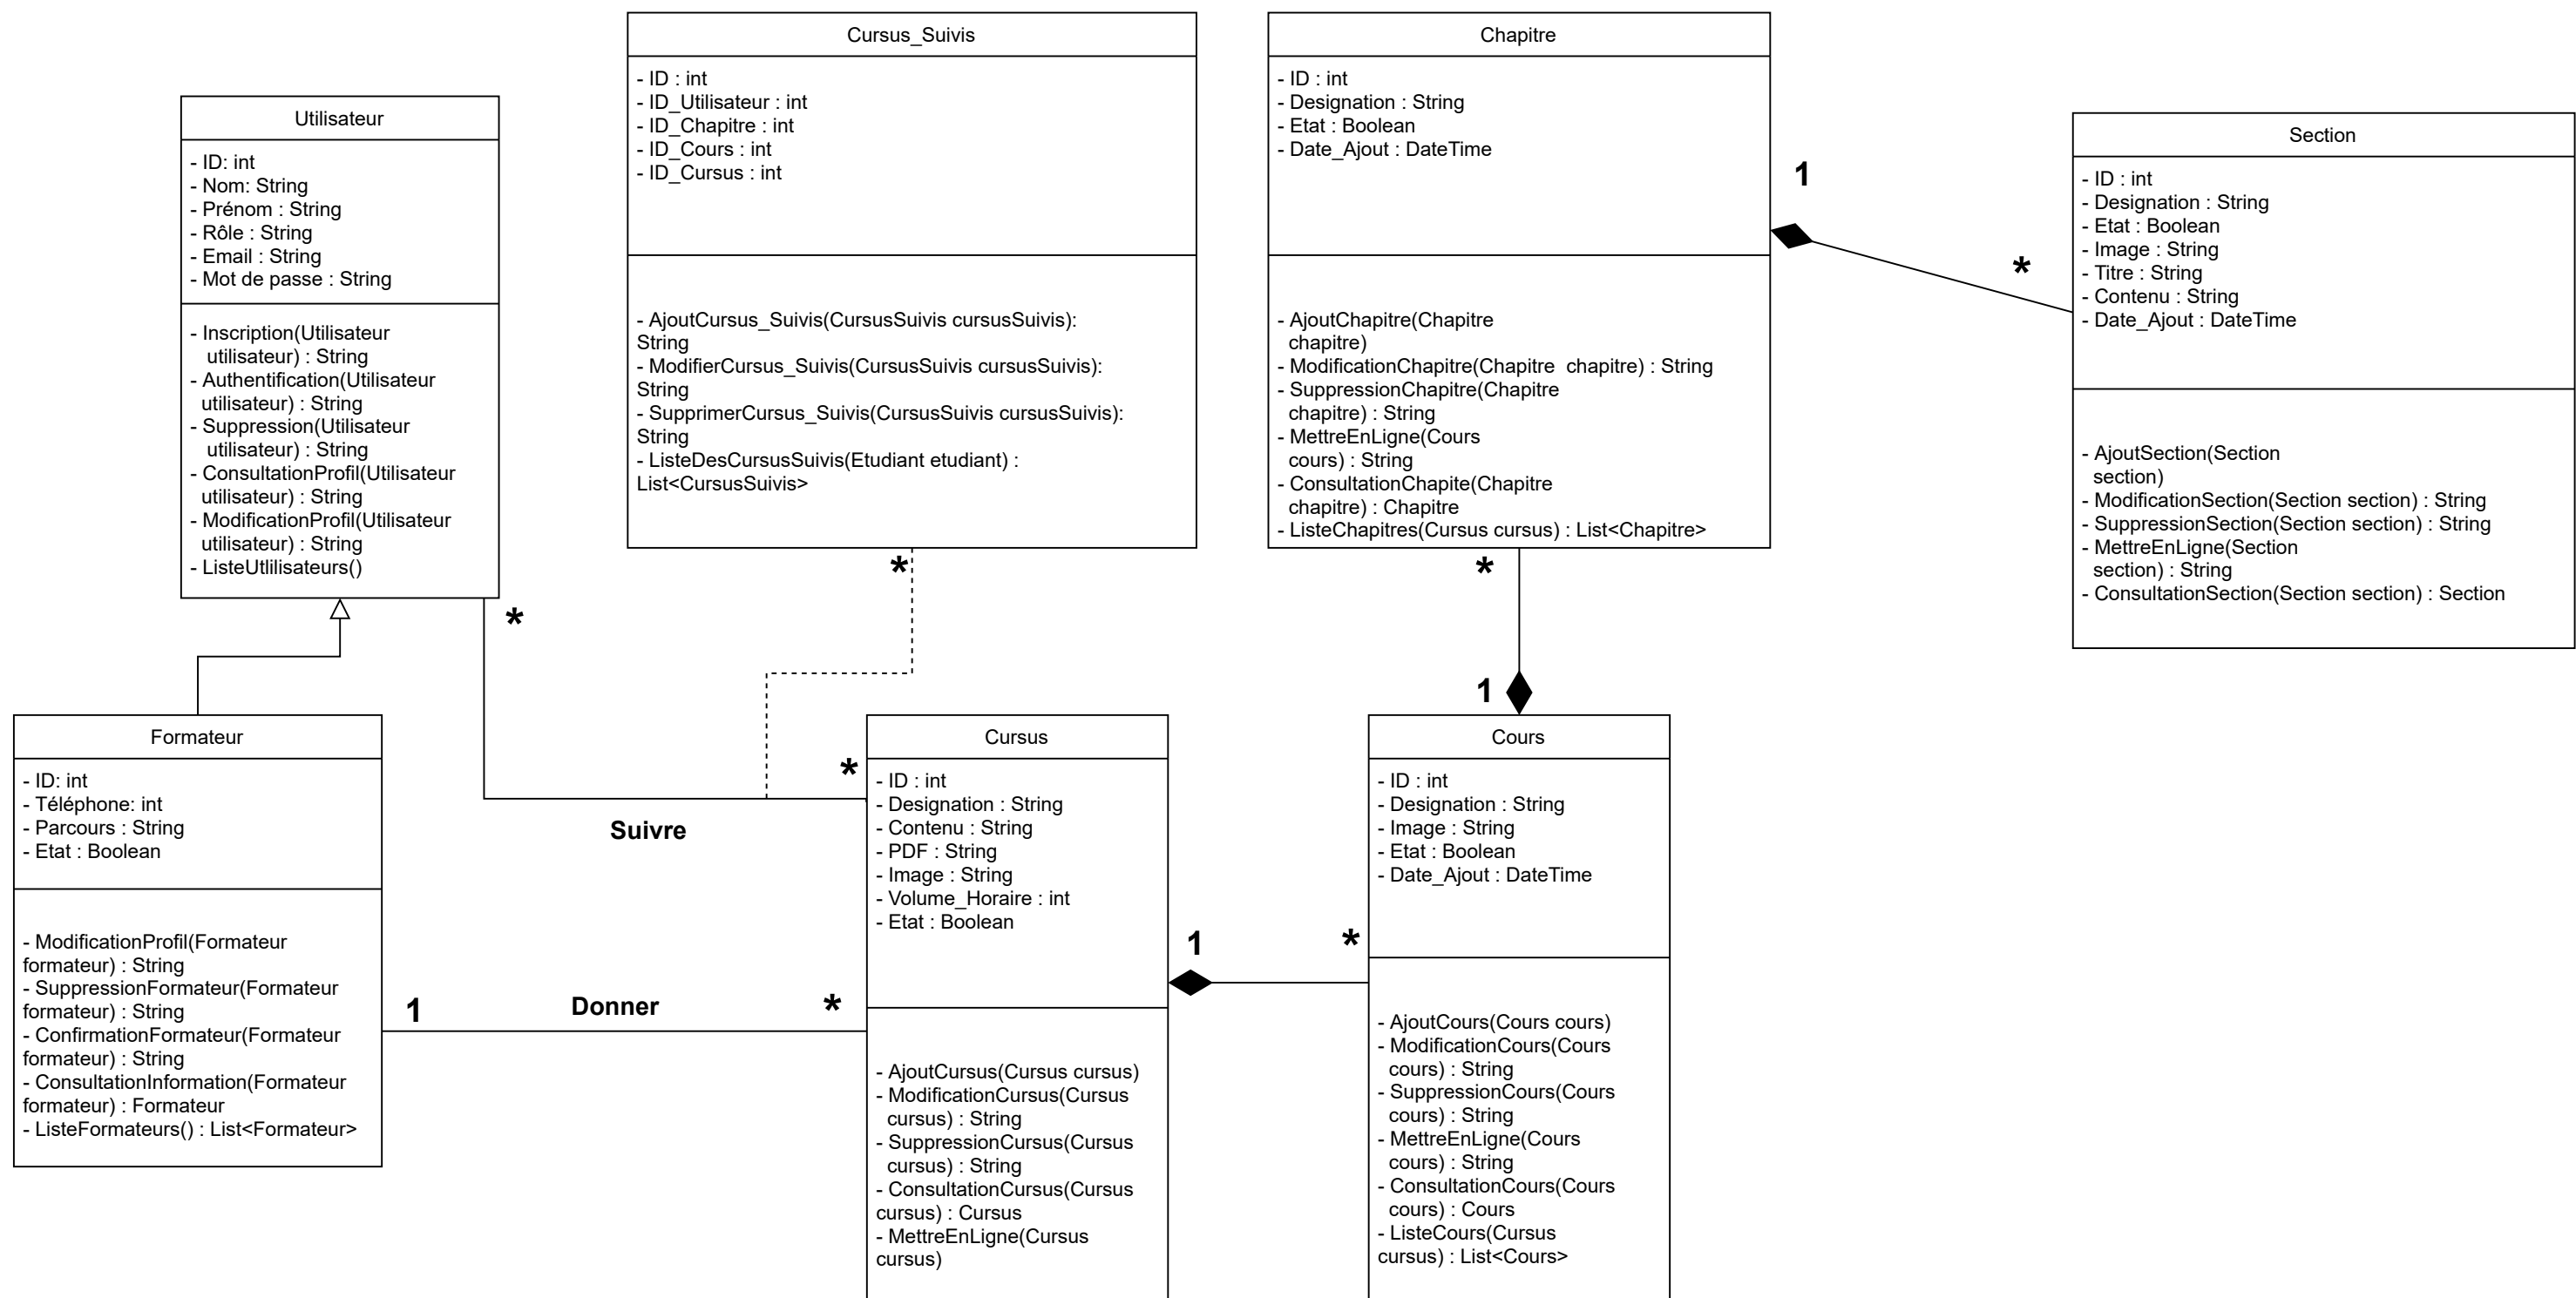 Cursus_Suivis
- ID : int
- ID_Utilisateur : int
- ID_Chapitre : int
- ID_Cours : int
- ID_Cursus : int
- AjoutCursus_Suivis(CursusSuivis cursusSuivis):
String
- ModifierCursus_Suivis(CursusSuivis cursusSuivis):
String
- SupprimerCursus_Suivis(CursusSuivis cursusSuivis):
String
- ListeDesCursusSuivis(Etudiant etudiant) :
List<CursusSuivis>
*
Chapitre
- ID : int
- Designation : String
- Etat : Boolean
- Date_Ajout : DateTime
- AjoutChapitre(Chapitre
chapitre)
- ModificationChapitre(Chapitre  chapitre) : String
- SuppressionChapitre(Chapitre
chapitre) : String
- MettreEnLigne(Cours
cours) : String
- ConsultationChapite(Chapitre
chapitre) : Chapitre
- ListeChapitres(Cursus cursus) : List<Chapitre>
1
*
*
1
Section
- ID : int
- Designation : String
- Etat : Boolean
- Image : String
- Titre : String
- Contenu : String
- Date_Ajout : DateTime
- AjoutSection(Section
section)
- ModificationSection(Section section) : String
- SuppressionSection(Section section) : String
- MettreEnLigne(Section
section) : String
- ConsultationSection(Section section) : Section
Utilisateur
- ID: int
- Nom: String
- Prénom : String
- Rôle : String
- Email : String
- Mot de passe : String
- Inscription(Utilisateur
utilisateur) : String
- Authentification(Utilisateur
utilisateur) : String
- Suppression(Utilisateur
utilisateur) : String
- ConsultationProfil(Utilisateur
utilisateur) : String
- ModificationProfil(Utilisateur
utilisateur) : String
- ListeUtlilisateurs()
*
*
Suivre
Formateur
- ID: int
- Téléphone: int
- Parcours : String
- Etat : Boolean
- ModificationProfil(Formateur
formateur) : String
- SuppressionFormateur(Formateur
formateur) : String
- ConfirmationFormateur(Formateur
formateur) : String
- ConsultationInformation(Formateur
formateur) : Formateur
- ListeFormateurs() : List<Formateur>
1
Donner
*
Cursus
- ID : int
- Designation : String
- Contenu : String
- PDF : String
- Image : String
- Volume_Horaire : int
- Etat : Boolean
- AjoutCursus(Cursus cursus)
- ModificationCursus(Cursus
cursus) : String
- SuppressionCursus(Cursus
cursus) : String
- ConsultationCursus(Cursus
cursus) : Cursus
- MettreEnLigne(Cursus
cursus)
1
*
Cours
- ID : int
- Designation : String
- Image : String
- Etat : Boolean
- Date_Ajout : DateTime
- AjoutCours(Cours cours)
- ModificationCours(Cours
cours) : String
- SuppressionCours(Cours
cours) : String
- MettreEnLigne(Cours
cours) : String
- ConsultationCours(Cours
cours) : Cours
- ListeCours(Cursus
cursus) : List<Cours>